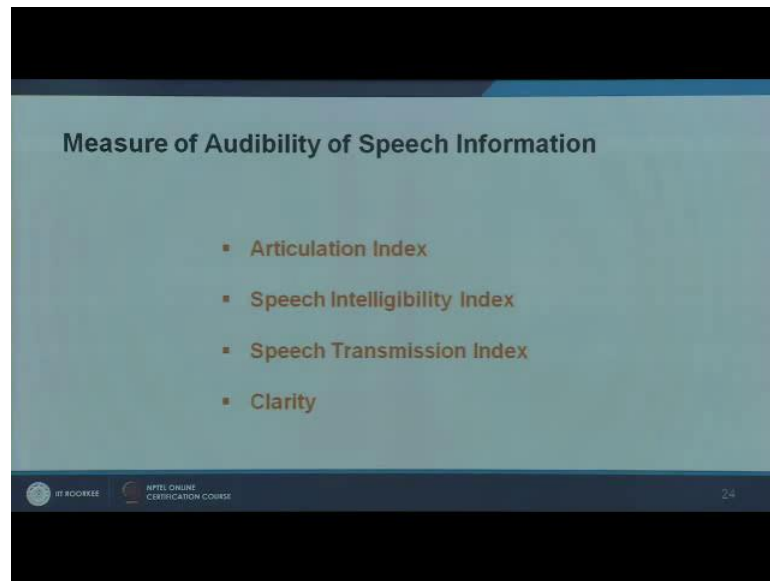 Measure of Audibility of Speech Information
▪ Articulation Index
▪ Speech Intelligibility Index
▪ Speech Transmission Index
▪ Clarity
IIT ROORKEE
NPTEL ONLINE
CERTIFICATION COURSE
24